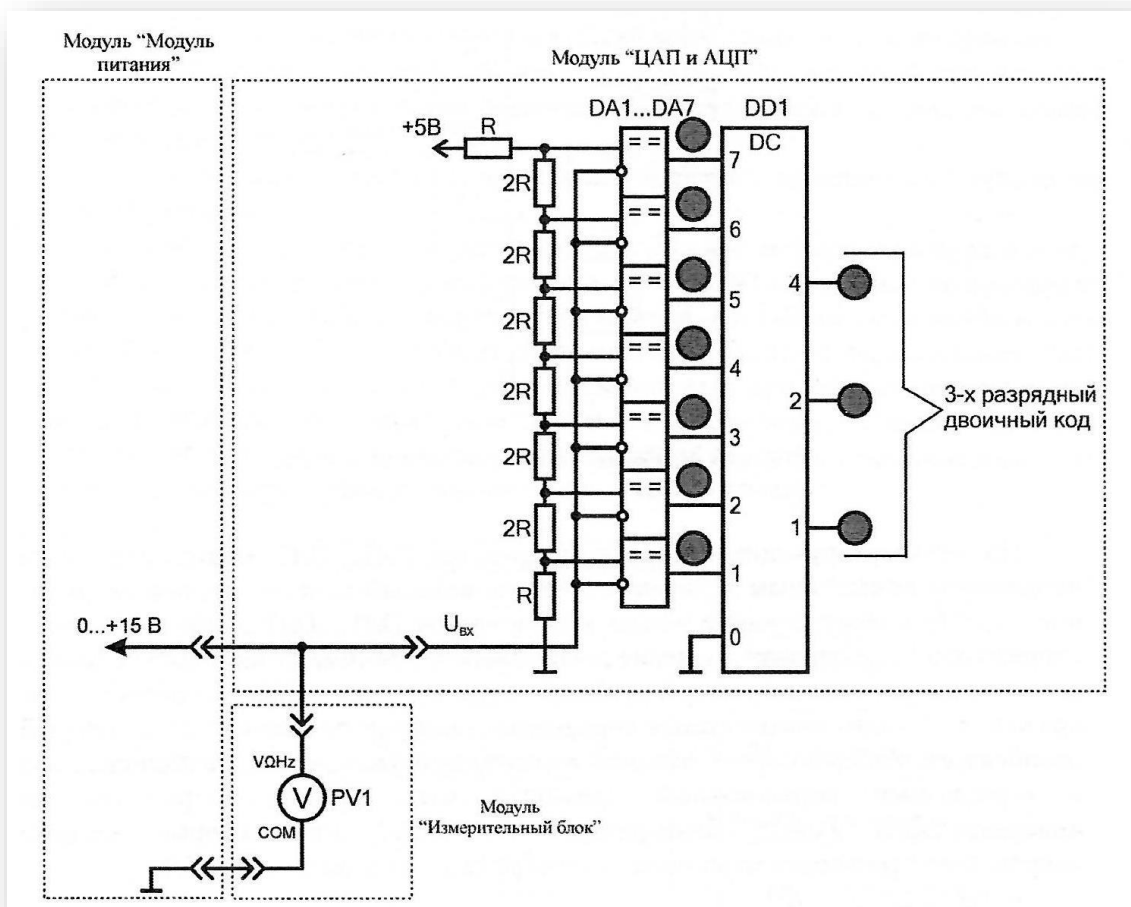 Модуль “Модуль
питания”
Модуль “ЦАП и АЦП”
DA1...DA7
DD1
+5В
R
DC
==
7
2R
==
6
2R
==
5
2R
==
4
4
2R
==
3
2
3-х разрядный
двоичный код
2R
==
2
2R
==
1
1
R
0...+15 В
Uвх
0
VΩHz
V
PV1
COM
Модуль
“Измерительный блок”